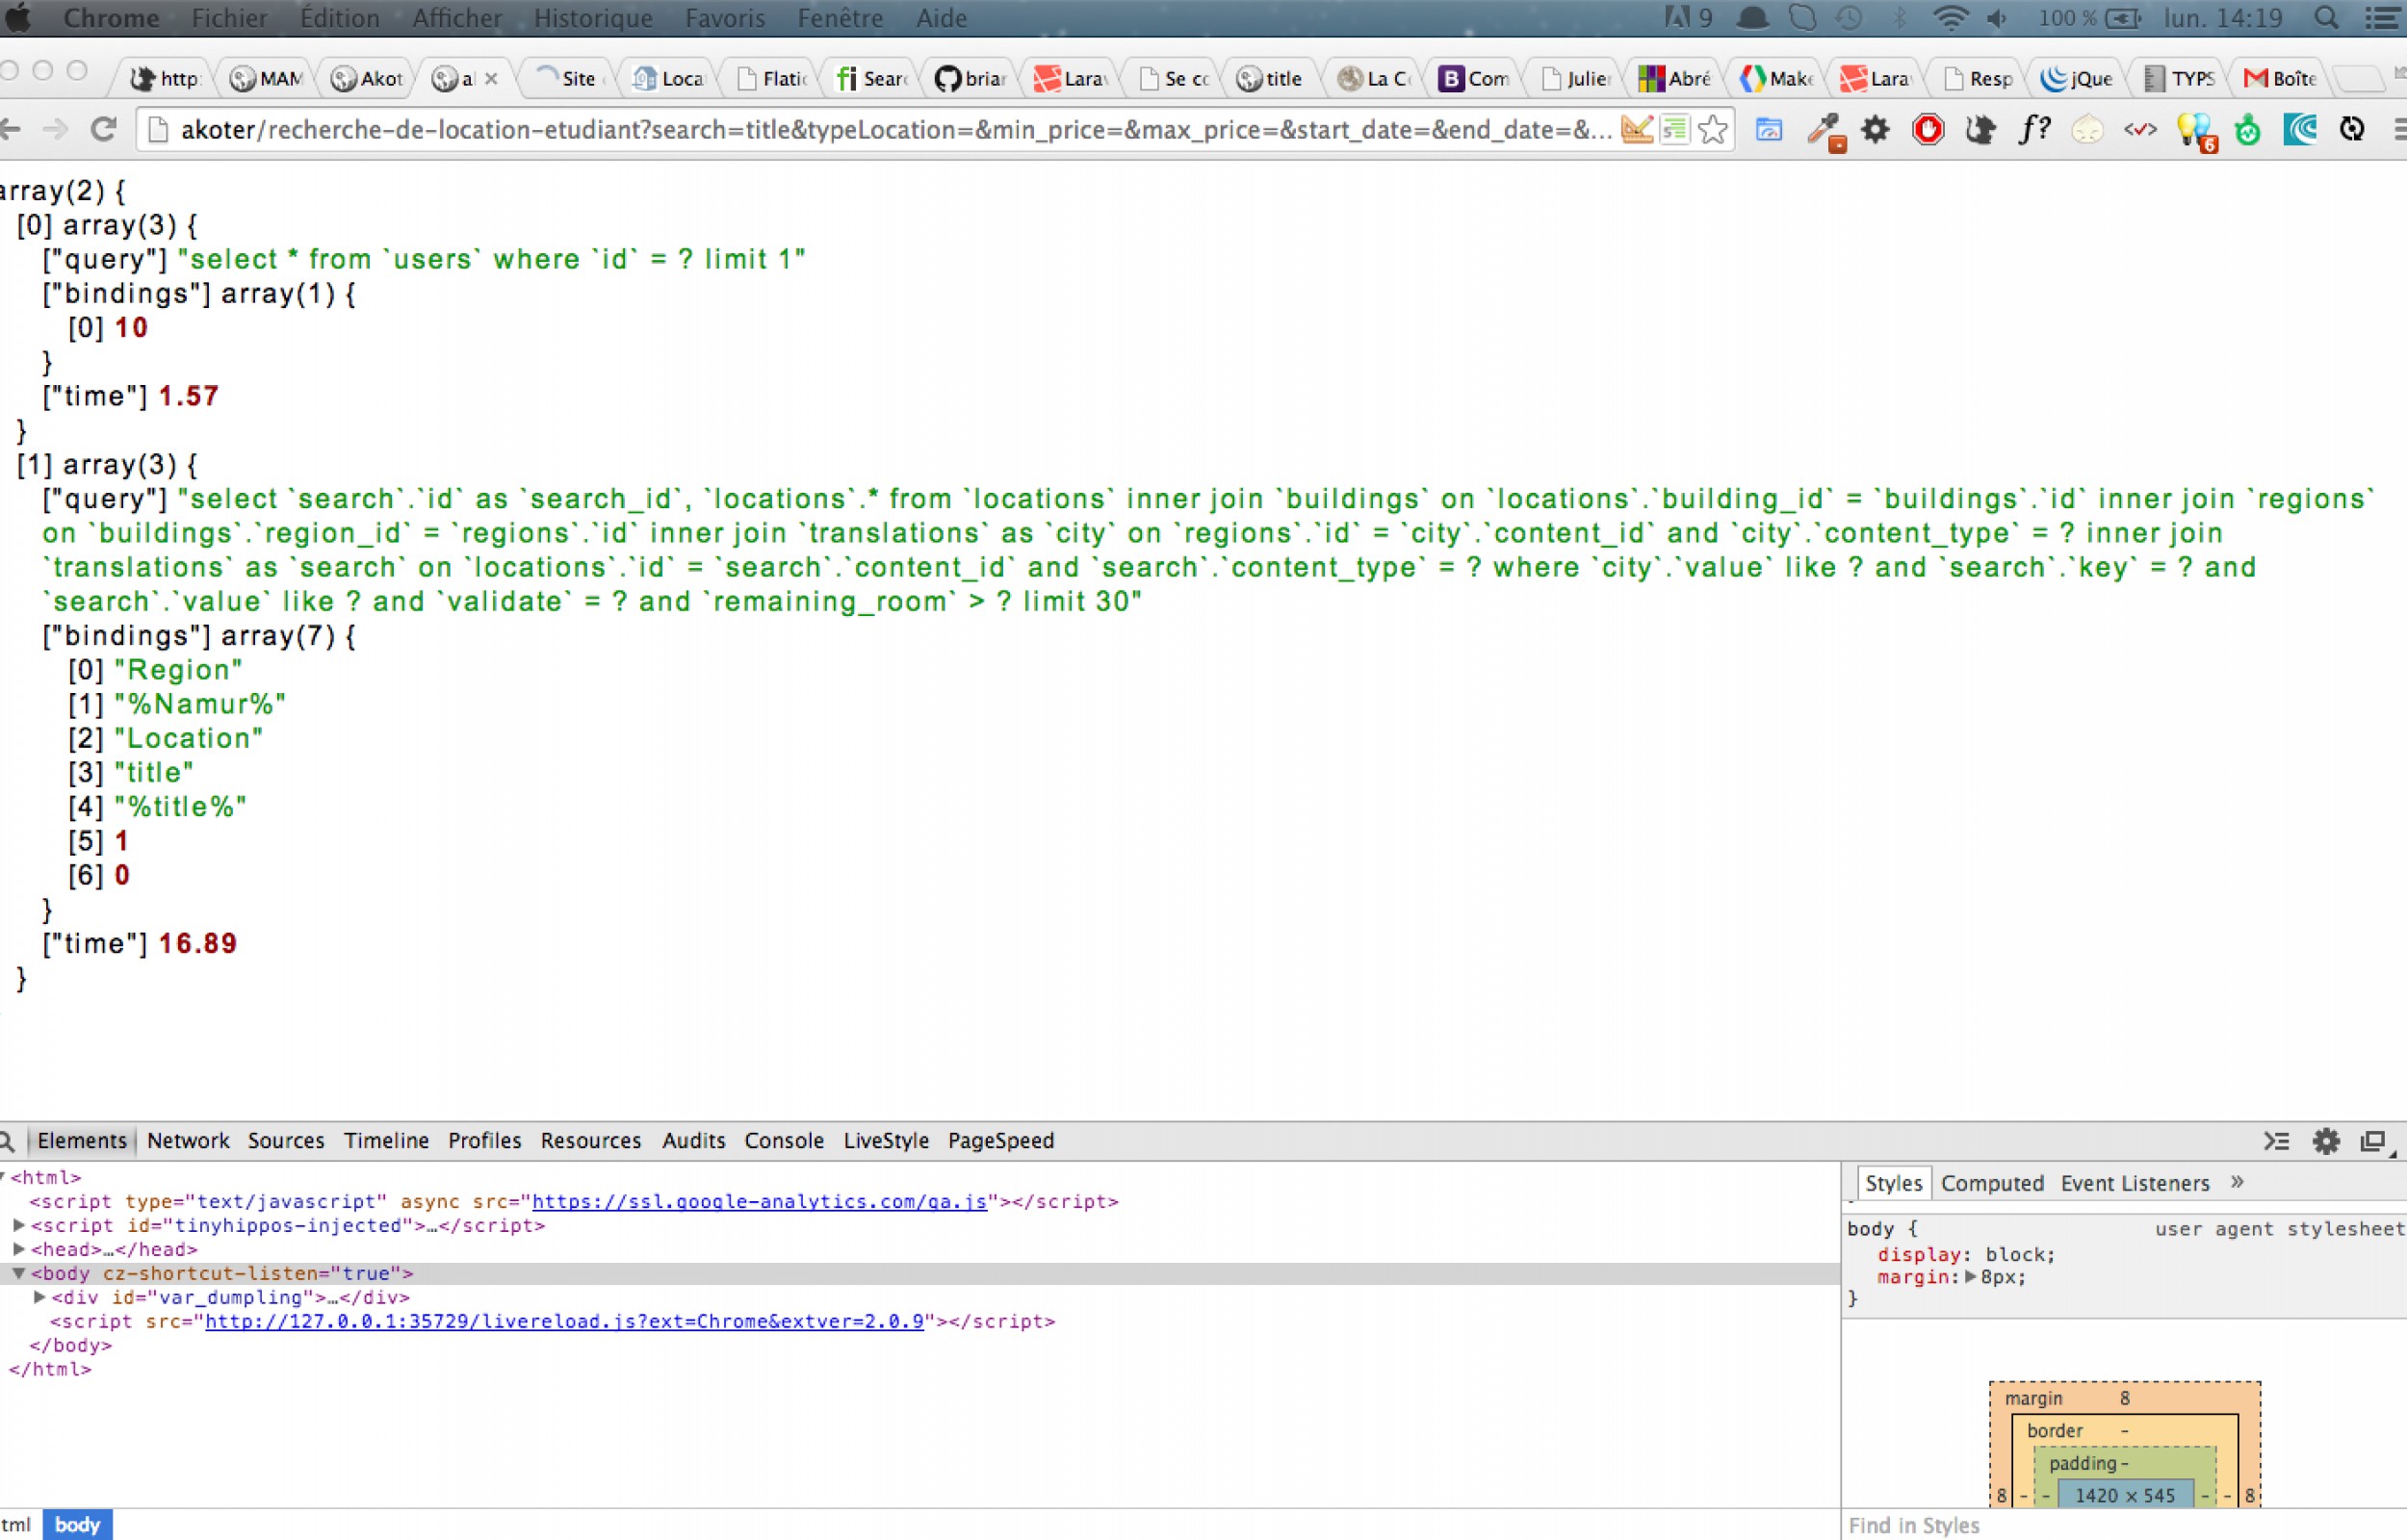 Chrome Fichier Édition Afficher Historique Favoris Fenêtre Aide 9 100 % lun. 14:19
http: MAM Akot al Site Loca Flatic fi Sear briar Lara Se co title La C B Com Julier Abré Make Lara Resp jQue TYPS Boîte
akoter/recherche-de-location-etudiant?search=title&typeLocation=&min_price=&max_price=&start_date=&end_date=&... f? 6
array(2) {
[0] array(3) {
["query"] "select * from `users` where `id` = ? limit 1"
["bindings"] array(1) {
[0] 10
}
["time"] 1.57
}
[1] array(3) {
["query"] "select `search`.`id` as `search_id`, `locations`.* from `locations` inner join `buildings` on `locations`.`building_id` = `buildings`.`id` inner join `regions`
on `buildings`.`region_id` = `regions`.`id` inner join `translations` as `city` on `regions`.`id` = `city`.`content_id` and `city`.`content_type` = ? inner join
`translations` as `search` on `locations`.`id` = `search`.`content_id` and `search`.`content_type` = ? where `city`.`value` like ? and `search`.`key` = ? and
`search`.`value` like ? and `validate` = ? and `remaining_room` > ? limit 30"
["bindings"] array(7) {
[0] "Region"
[1] "%Namur%"
[2] "Location"
[3] "title"
[4] "%title%"
[5] 1
[6] 0
}
["time"] 16.89
}
Elements Network Sources Timeline Profiles Resources Audits Console LiveStyle PageSpeed
<html>
<script type="text/javascript" async src="https://ssl.google-analytics.com/ga.js"></script>
<script id="tinyhippos-injected">…</script>
<head>…</head>
<body cz-shortcut-listen="true">
<div id="var_dumpling">…</div>
<script src="http://127.0.0.1:35729/livereload.js?ext=Chrome&extver=2.0.9"></script>
</body>
</html>
Styles Computed Event Listeners »
body { user agent stylesheet
display: block;
margin: 8px;
}
margin 8
border -
padding -
8 - - 1420 × 545 - - 8
tml body
Find in Styles